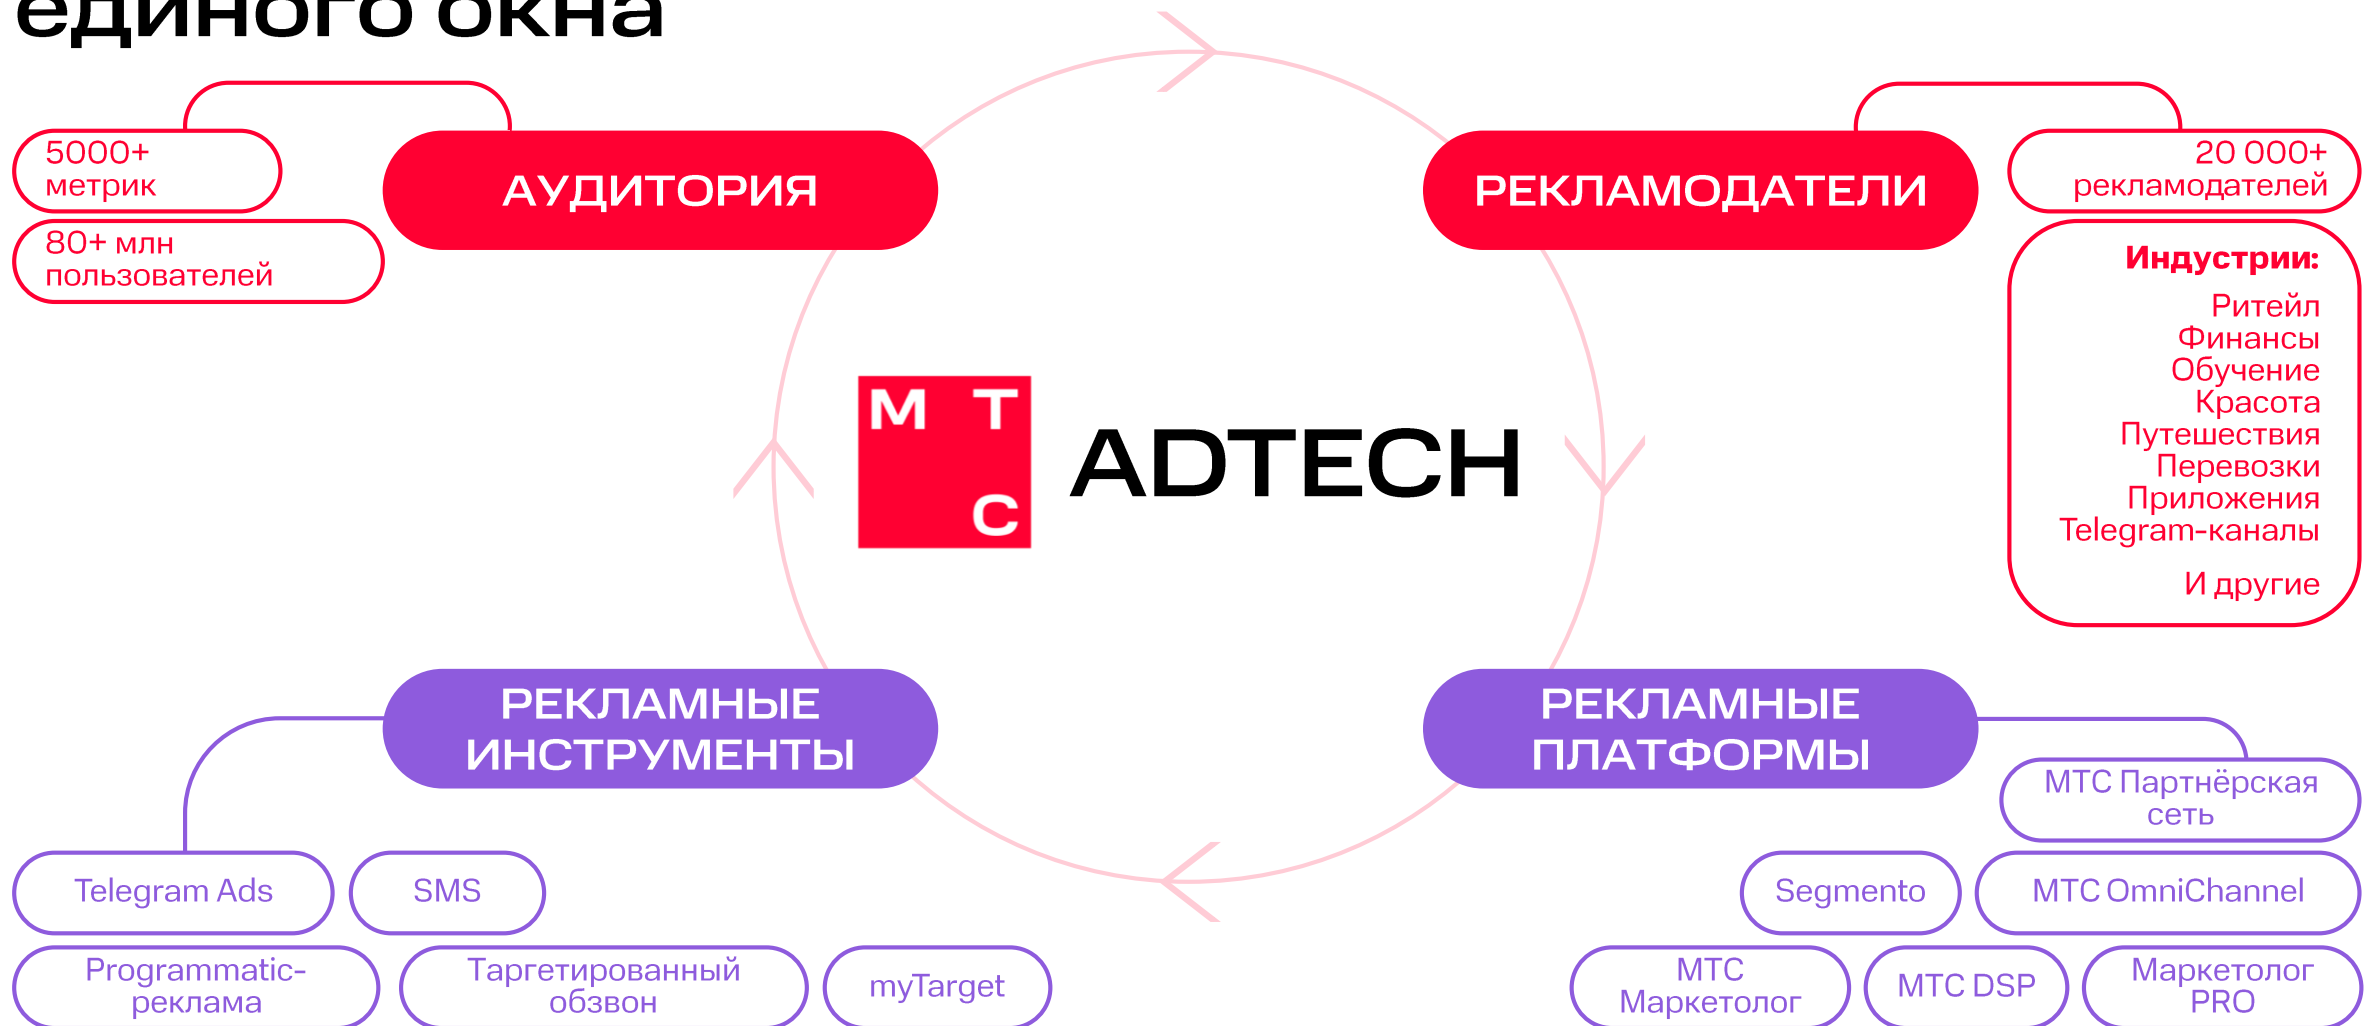 единого окна
5000+
метрик
80+ млн
пользователей
АУДИТОРИЯ
РЕКЛАМОДАТЕЛИ
20 000+
рекламодателей
Индустрии:
Ритейл
Финансы
Обучение
Красота
Путешествия
Перевозки
Приложения
Telegram-каналы
И другие
М Т
С
ADTECH
РЕКЛАМНЫЕ
ИНСТРУМЕНТЫ
Telegram Ads
SMS
Programmatic-
реклама
Таргетированный
обзвон
myTarget
РЕКЛАМНЫЕ
ПЛАТФОРМЫ
МТС Партнёрская
сеть
Segmento
МТС OmniChannel
МТС
Маркетолог
МТС DSP
Маркетолог
PRO